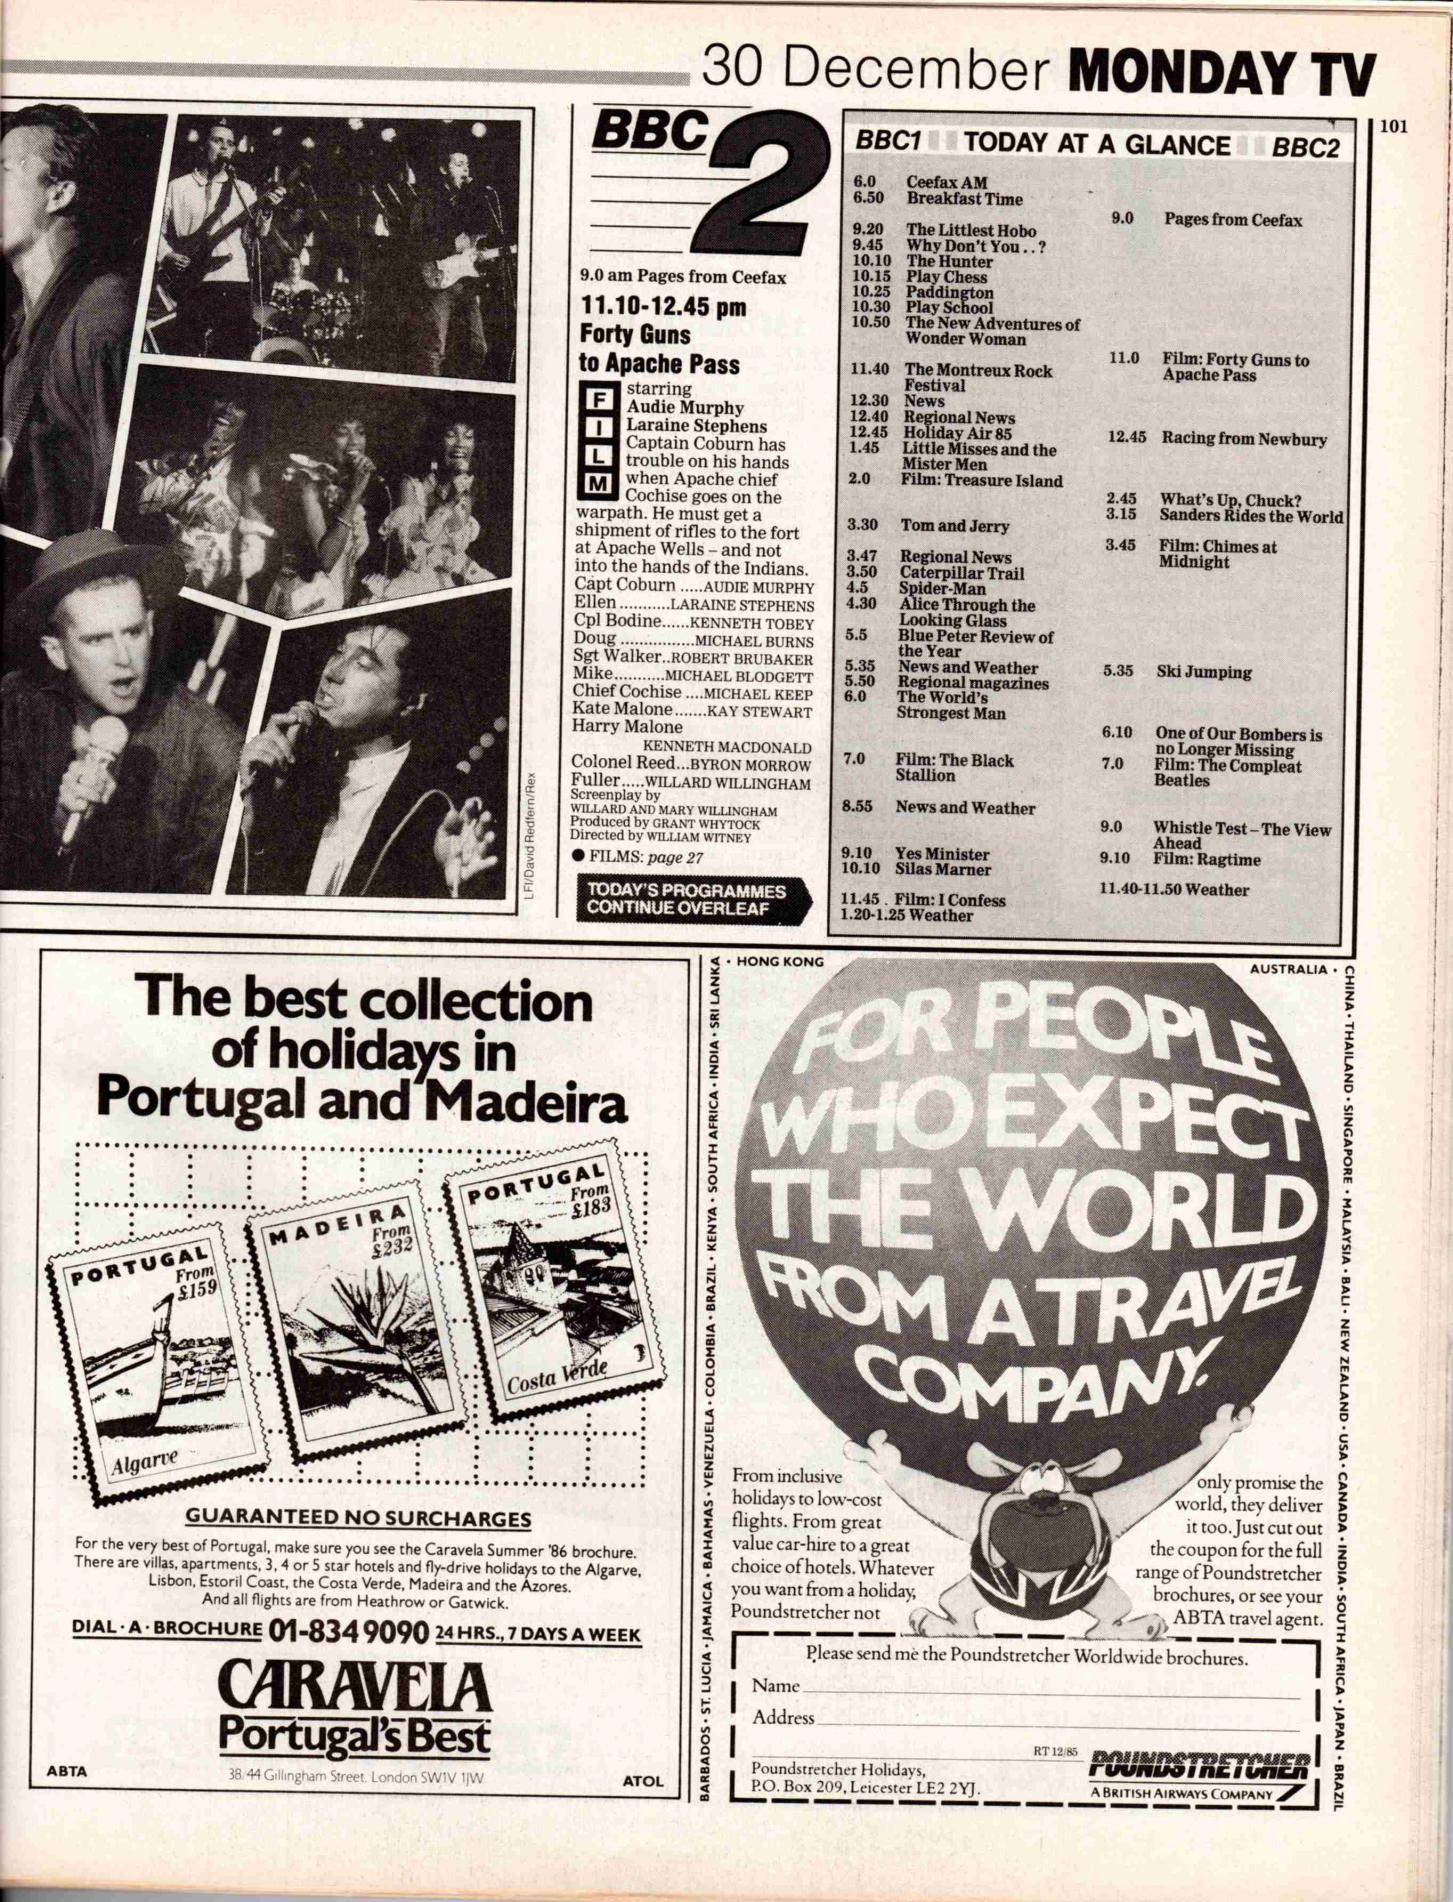 30 December MONDAY TV
101
LFI/David Redfern/Rex
BBC 2
9.0 am Pages from Ceefax
11.10-12.45 pm
Forty Guns
to Apache Pass
FILM
starring
Audie Murphy
Laraine Stephens
Captain Coburn has
trouble on his hands
when Apache chief
Cochise goes on the
warpath. He must get a
shipment of rifles to the fort
at Apache Wells – and not
into the hands of the Indians.
Capt Coburn .....AUDIE MURPHY
Ellen ...........LARAINE STEPHENS
Cpl Bodine......KENNETH TOBEY
Doug ...............MICHAEL BURNS
Sgt Walker..ROBERT BRUBAKER
Mike...........MICHAEL BLODGETT
Chief Cochise ....MICHAEL KEEP
Kate Malone.......KAY STEWART
Harry Malone
KENNETH MACDONALD
Colonel Reed...BYRON MORROW
Fuller.....WILLARD WILLINGHAM
Screenplay by
WILLARD AND MARY WILLINGHAM
Produced by GRANT WHYTOCK
Directed by WILLIAM WITNEY
● FILMS: page 27
TODAY'S PROGRAMMES
CONTINUE OVERLEAF
BBC1 TODAY AT A GLANCE BBC2
6.0 Ceefax AM
6.50 Breakfast Time
9.20 The Littlest Hobo
9.45 Why Don't You . . ?
10.10 The Hunter
10.15 Play Chess
10.25 Paddington
10.30 Play School
10.50 The New Adventures of
Wonder Woman
11.40 The Montreux Rock
Festival
12.30 News
12.40 Regional News
12.45 Holiday Air 85
1.45 Little Misses and the
Mister Men
2.0 Film: Treasure Island
3.30 Tom and Jerry
3.47 Regional News
3.50 Caterpillar Trail
4.5 Spider-Man
4.30 Alice Through the
Looking Glass
5.5 Blue Peter Review of
the Year
5.35 News and Weather
5.50 Regional magazines
6.0 The World's
Strongest Man
7.0 Film: The Black
Stallion
8.55 News and Weather
9.10 Yes Minister
10.10 Silas Marner
11.45 Film: I Confess
1.20-1.25 Weather
9.0 Pages from Ceefax
11.0 Film: Forty Guns to
Apache Pass
12.45 Racing from Newbury
2.45 What's Up, Chuck?
3.15 Sanders Rides the World
3.45 Film: Chimes at
Midnight
5.35 Ski Jumping
6.10 One of Our Bombers is
no Longer Missing
7.0 Film: The Compleat
Beatles
9.0 Whistle Test – The View
Ahead
9.10 Film: Ragtime
11.40-11.50 Weather
The best collection
of holidays in
Portugal and Madeira
PORTUGAL
From
£159
Algarve
MADEIRA
From
£232
PORTUGAL
From
£183
Costa Verde
GUARANTEED NO SURCHARGES
For the very best of Portugal, make sure you see the Caravela Summer '86 brochure.
There are villas, apartments, 3, 4 or 5 star hotels and fly-drive holidays to the Algarve,
Lisbon, Estoril Coast, the Costa Verde, Madeira and the Azores.
And all flights are from Heathrow or Gatwick.
DIAL·A·BROCHURE 01-834 9090 24 HRS., 7 DAYS A WEEK
CARAVELA
Portugal's Best
ABTA
38/44 Gillingham Street. London SW1V 1JW
ATOL
BARBADOS · ST. LUCIA · JAMAICA · BAHAMAS · VENEZUELA · COLOMBIA · BRAZIL · KENYA · SOUTH AFRICA · INDIA · SRI LANKA
· HONG KONG
AUSTRALIA ·
CHINA · THAILAND · SINGAPORE · MALAYSIA · BALI · NEW ZEALAND · USA · CANADA · INDIA · SOUTH AFRICA · JAPAN · BRAZIL
FOR PEOPLE
WHO EXPECT
THE WORLD
FROM A TRAVEL
COMPANY.
From inclusive
holidays to low-cost
flights. From great
value car-hire to a great
choice of hotels. Whatever
you want from a holiday,
Poundstretcher not
only promise the
world, they deliver
it too. Just cut out
the coupon for the full
range of Poundstretcher
brochures, or see your
ABTA travel agent.
Please send me the Poundstretcher Worldwide brochures.
Name
Address
RT 12/85
Poundstretcher Holidays,
P.O. Box 209, Leicester LE2 2YJ.
POUNDSTRETCHER
A BRITISH AIRWAYS COMPANY